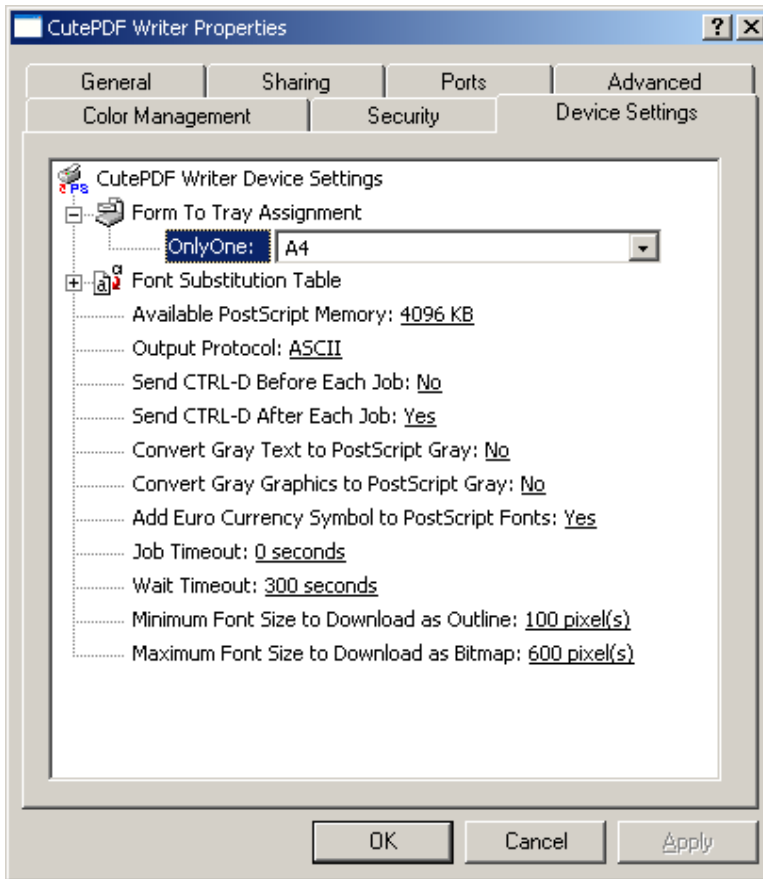 CutePDF Writer Properties
General Sharing Ports Advanced
Color Management Security Device Settings
CutePDF Writer Device Settings
Form To Tray Assignment
OnlyOne: A4
Font Substitution Table
Available PostScript Memory: 4096 KB
Output Protocol: ASCII
Send CTRL-D Before Each Job: No
Send CTRL-D After Each Job: Yes
Convert Gray Text to PostScript Gray: No
Convert Gray Graphics to PostScript Gray: No
Add Euro Currency Symbol to PostScript Fonts: Yes
Job Timeout: 0 seconds
Wait Timeout: 300 seconds
Minimum Font Size to Download as Outline: 100 pixel(s)
Maximum Font Size to Download as Bitmap: 600 pixel(s)
OK Cancel Apply